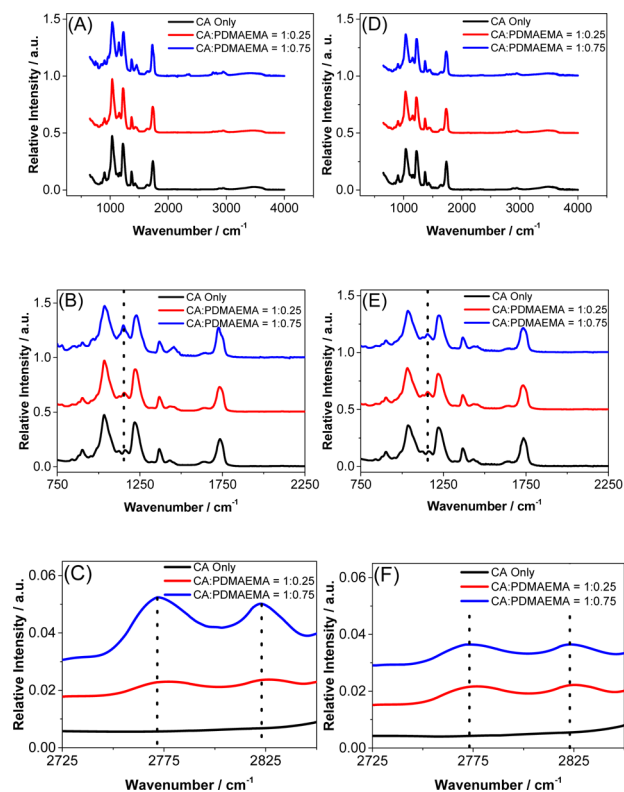 (A)
CA Only
CA:PDMAEMA = 1:0.25
CA:PDMAEMA = 1:0.75
1.5
1.0
0.5
0.0
1000 2000 3000 4000
Relative Intensity / a.u.
Wavenumber / cm-1
(D)
CA Only
CA:PDMAEMA = 1:0.25
CA:PDMAEMA = 1:0.75
1.5
1.0
0.5
0.0
1000 2000 3000 4000
Relative Intensity / a. u.
Wavenumber / cm-1
(B)
CA Only
CA:PDMAEMA = 1:0.25
CA:PDMAEMA = 1:0.75
1.5
1.0
0.5
0.0
750 1250 1750 2250
Relative Intensity / a.u.
Wavenumber / cm-1
(E)
CA Only
CA:PDMAEMA = 1:0.25
CA:PDMAEMA = 1:0.75
1.5
1.0
0.5
0.0
750 1250 1750 2250
Relative Intensity / a.u.
Wavenumber / cm-1
(C)
CA Only
CA:PDMAEMA = 1:0.25
CA:PDMAEMA = 1:0.75
0.06
0.04
0.02
0.00
2725 2775 2825
Relative Intensity / a.u.
Wavenumber / cm-1
(F)
CA Only
CA:PDMAEMA = 1:0.25
CA:PDMAEMA = 1:0.75
0.06
0.04
0.02
0.00
2725 2775 2825
Relative Intensity / a.u.
Wavenumber / cm-1